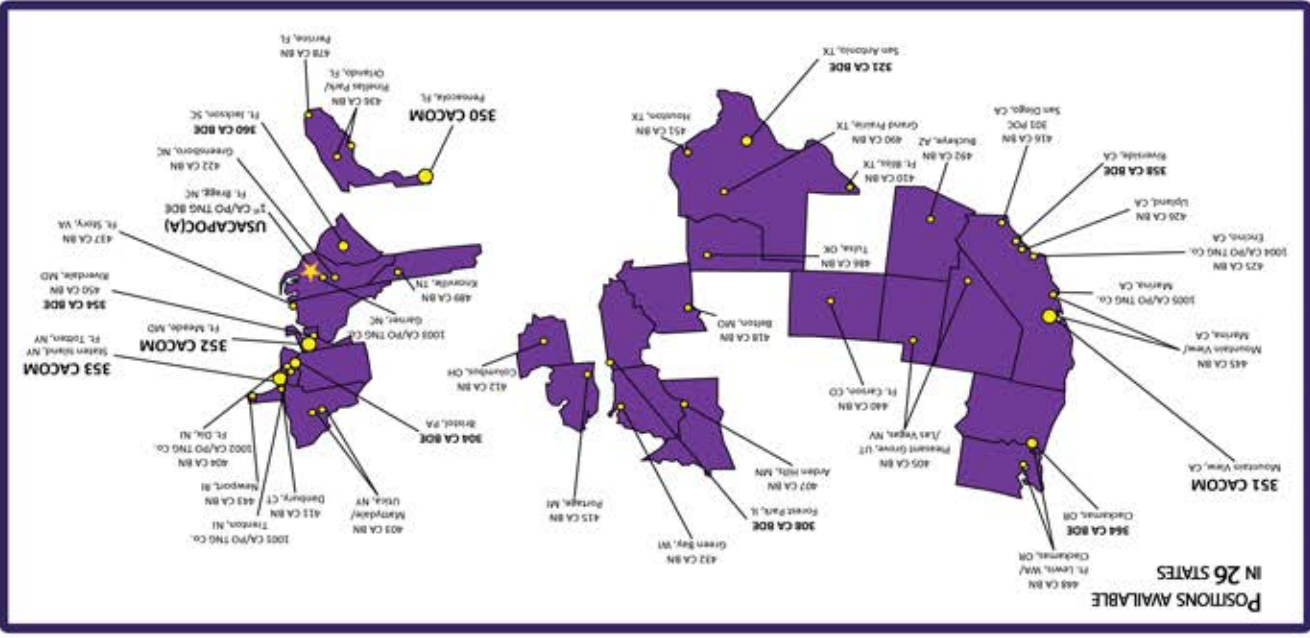 POSITIONS AVAILABLE
IN 26 STATES
448 CA BN
Ft. Lewis, WA/
Clackamas, OR
364 CA BDE
Clackamas, OR
351 CACOM
Mountain View, CA
445 CA BN
Mountain View/
Marina, CA
1005 CA/PO TNG Co.
Marina, CA
425 CA BN
1004 CA/PO TNG Co.
Encino, CA
426 CA BN
Upland, CA
358 CA BDE
Riverside, CA
416 CA BN
301 POC
San Diego, CA
492 CA BN
Buckeye, AZ
405 CA BN
Pleasant Grove, UT
/Las Vegas, NV
440 CA BN
Ft. Carson, CO
410 CA BN
Ft. Bliss, TX
490 CA BN
Grand Prairie, TX
321 CA BDE
San Antonio, TX
451 CA BN
Houston, TX
486 CA BN
Tulsa, OK
418 CA BN
Belton, MO
407 CA BN
Arden Hills, MN
308 CA BDE
Forest Park, IL
432 CA BN
Green Bay, WI
415 CA BN
Portage, MI
412 CA BN
Columbus, OH
403 CA BN
Mattydale/
Utica, NY
304 CA BDE
Bristol, PA
411 CA BN
Danbury, CT
1001 CA/PO TNG Co.
Trenton, NJ
443 CA BN
Newport, RI
404 CA BN
1002 CA/PO TNG Co.
Ft. Dix, NJ
353 CACOM
Staten Island, NY
Ft. Totten, NY
352 CACOM
Ft. Meade, MD
354 CA BDE
450 CA BN
Riverdale, MD
437 CA BN
Ft. Story, VA
1003 CA/PO TNG Co.
Garner, NC
489 CA BN
Knoxville, TN
USACAPOC(A)
1st CA/PO TNG BDE
Ft. Bragg, NC
422 CA BN
Greensboro, NC
360 CA BDE
Ft. Jackson, SC
350 CACOM
Pensacola, FL
436 CA BN
Pinellas Park/
Orlando, FL
478 CA BN
Perrine, FL